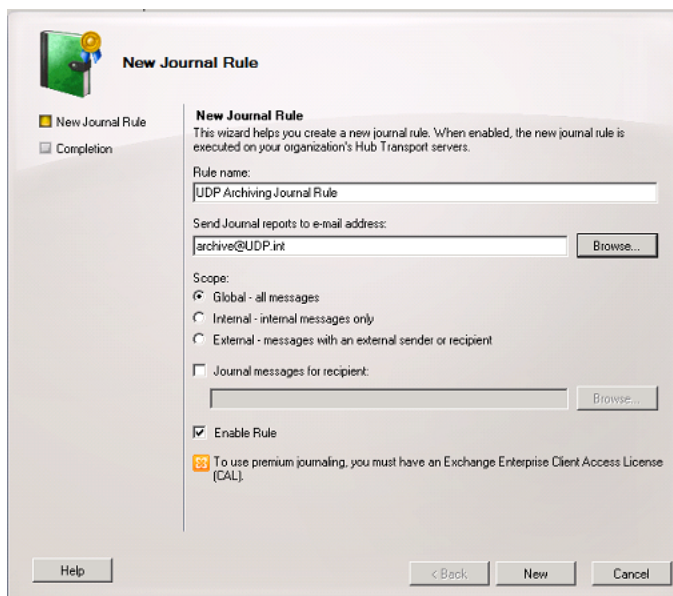 New Journal Rule
New Journal Rule
Completion
New Journal Rule
This wizard helps you create a new journal rule. When enabled, the new journal rule is
executed on your organization's Hub Transport servers.
Rule name:
UDP Archiving Journal Rule
Send Journal reports to e-mail address:
archive@UDP.int
Browse...
Scope:
Global - all messages
Internal - internal messages only
External - messages with an external sender or recipient
Journal messages for recipient:
Browse...
Enable Rule
To use premium journaling, you must have an Exchange Enterprise Client Access License
(CAL).
Help
< Back
New
Cancel